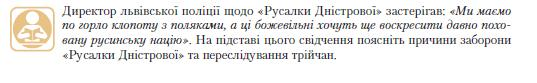 Директор львівської поліції щодо «Русалки Дністрової» застерігав: «Ми маємо
по горло клопоту з поляками, а ці божевільні хочуть ще воскресити давно похо-
вану русинську націю». На підставі цього свідчення поясніть причини заборони
«Русалки Дністрової» та переслідування трійчан.